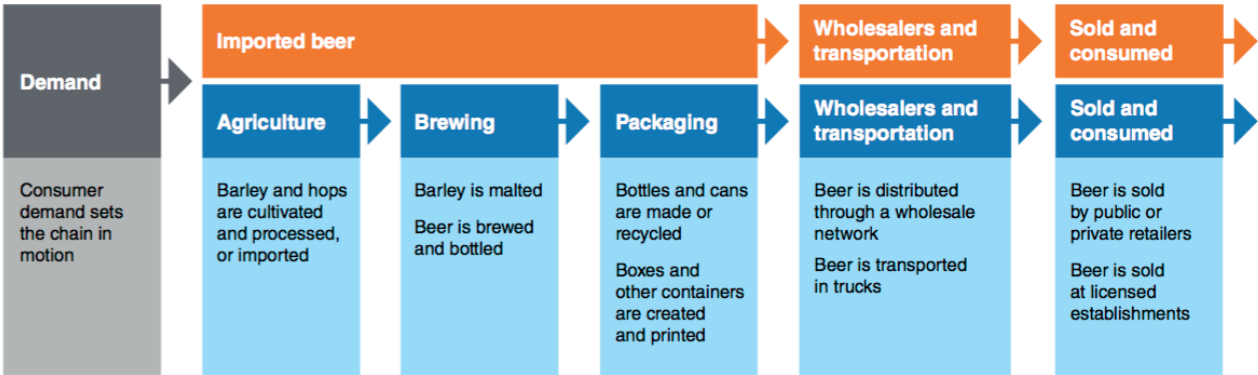 Demand
Consumer
demand sets
the chain in
motion
Imported beer
Wholesalers and
transportation
Sold and
consumed
Agriculture
Barley and hops
are cultivated
and processed,
or imported
Brewing
Barley is malted
Beer is brewed
and bottled
Packaging
Bottles and cans
are made or
recycled
Boxes and
other containers
are created
and printed
Wholesalers and
transportation
Beer is distributed
through a wholesale
network
Beer is transported
in trucks
Sold and
consumed
Beer is sold
by public or
private retailers
Beer is sold
at licensed
establishments